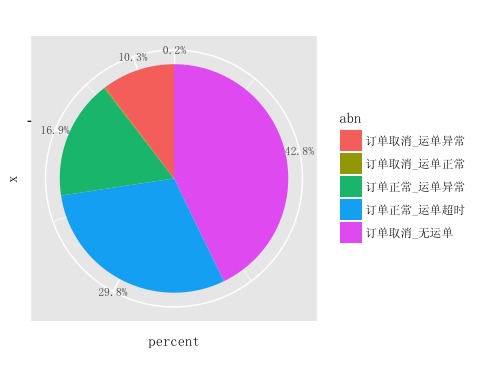 0.2%
10.3%
16.9%
42.8%
29.8%
x
percent
abn
订单取消_运单异常
订单取消_运单正常
订单正常_运单异常
订单正常_运单超时
订单取消_无运单